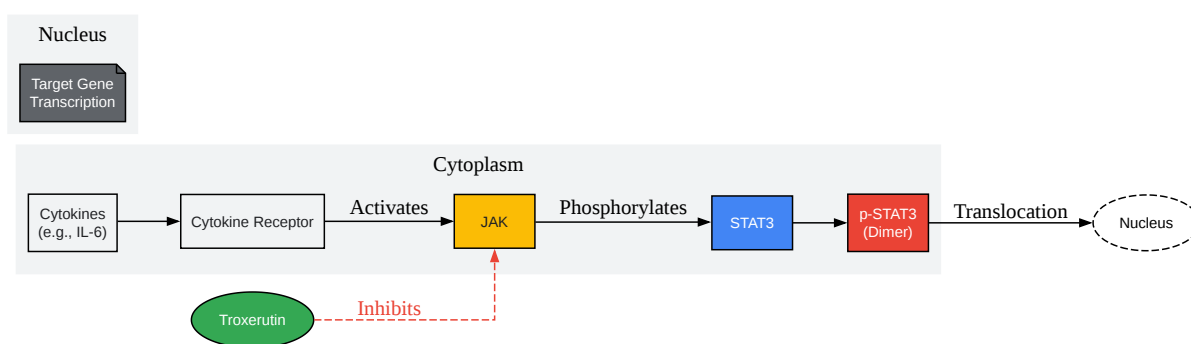 Nucleus
Target Gene
Transcription
Cytoplasm
Cytokines
(e.g., IL-6)
Cytokine Receptor
Activates
JAK
Phosphorylates
STAT3
p-STAT3
(Dimer)
Translocation
Nucleus
Troxerutin
Inhibits